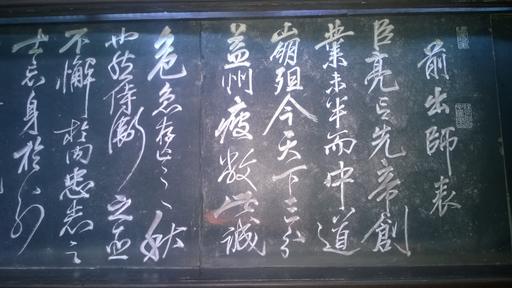 前出師表
臣亮言先帝創
業未半而中道
崩殂今天下三分
益州疲敝此誠
危急存亡之秋
也然侍衛之臣
不懈於內忠志之
士忘身於外